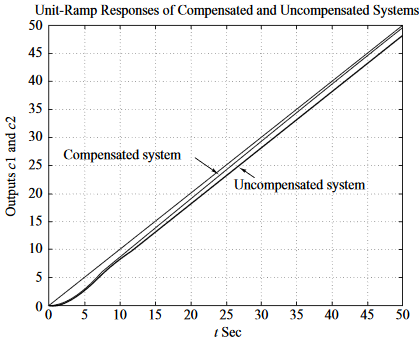 Unit-Ramp Responses of Compensated and Uncompensated Systems
50
45
40
35
30
25
20
15
10
5
0
Outputs c1 and c2
Compensated system
Uncompensated system
0 5 10 15 20 25 30 35 40 45 50
t Sec